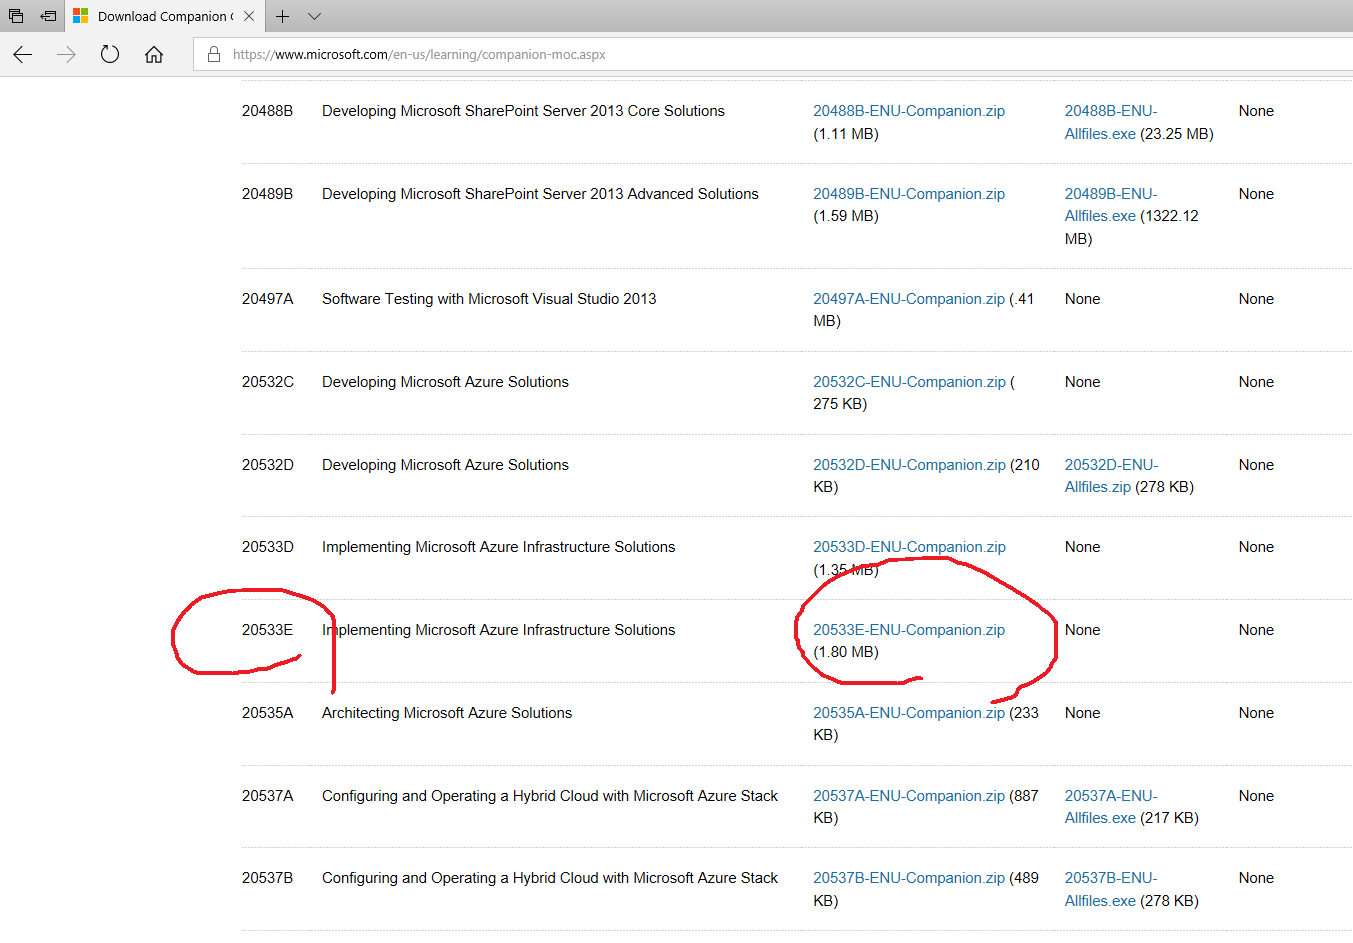 Download Companion C
https://www.microsoft.com/en-us/learning/companion-moc.aspx
20488B Developing Microsoft SharePoint Server 2013 Core Solutions 20488B-ENU-Companion.zip 20488B-ENU- None
(1.11 MB) Allfiles.exe (23.25 MB)
20489B Developing Microsoft SharePoint Server 2013 Advanced Solutions 20489B-ENU-Companion.zip 20489B-ENU- None
(1.59 MB) Allfiles.exe (1322.12
MB)
20497A Software Testing with Microsoft Visual Studio 2013 20497A-ENU-Companion.zip (.41 None None
MB)
20532C Developing Microsoft Azure Solutions 20532C-ENU-Companion.zip ( None None
275 KB)
20532D Developing Microsoft Azure Solutions 20532D-ENU-Companion.zip (210 20532D-ENU- None
KB) Allfiles.zip (278 KB)
20533D Implementing Microsoft Azure Infrastructure Solutions 20533D-ENU-Companion.zip None None
(1.35 MB)
20533E Implementing Microsoft Azure Infrastructure Solutions 20533E-ENU-Companion.zip None None
(1.80 MB)
20535A Architecting Microsoft Azure Solutions 20535A-ENU-Companion.zip (233 None None
KB)
20537A Configuring and Operating a Hybrid Cloud with Microsoft Azure Stack 20537A-ENU-Companion.zip (887 20537A-ENU- None
KB) Allfiles.exe (217 KB)
20537B Configuring and Operating a Hybrid Cloud with Microsoft Azure Stack 20537B-ENU-Companion.zip (489 20537B-ENU- None
KB) Allfiles.exe (278 KB)